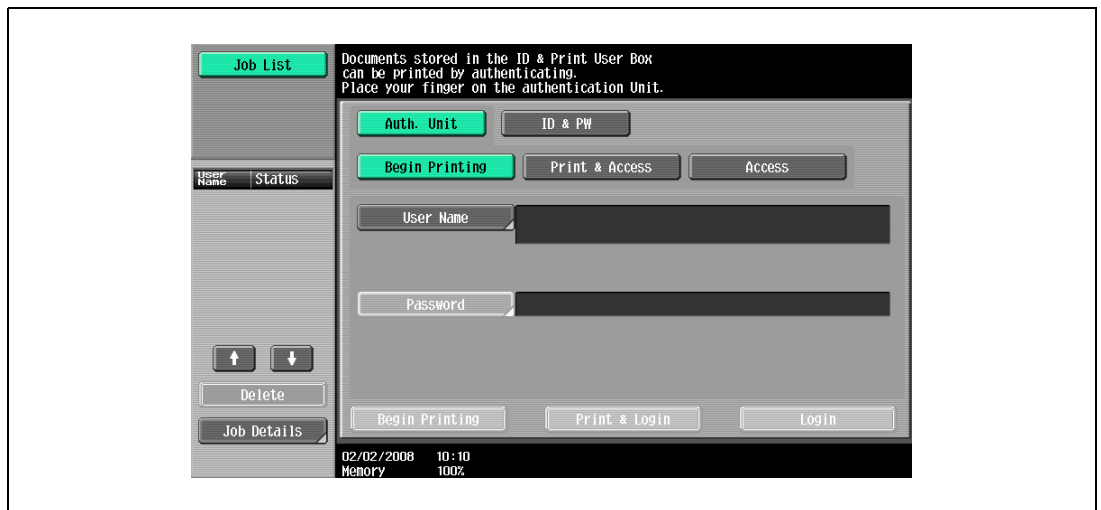 Job List
Documents stored in the ID & Print User Box
can be printed by authenticating.
Place your finger on the authentication Unit.
Auth. Unit ID & PW
Begin Printing Print & Access Access
User Name Status
User Name
Password
Delete
Job Details
Begin Printing Print & Login Login
02/02/2008 10:10
Memory 100%